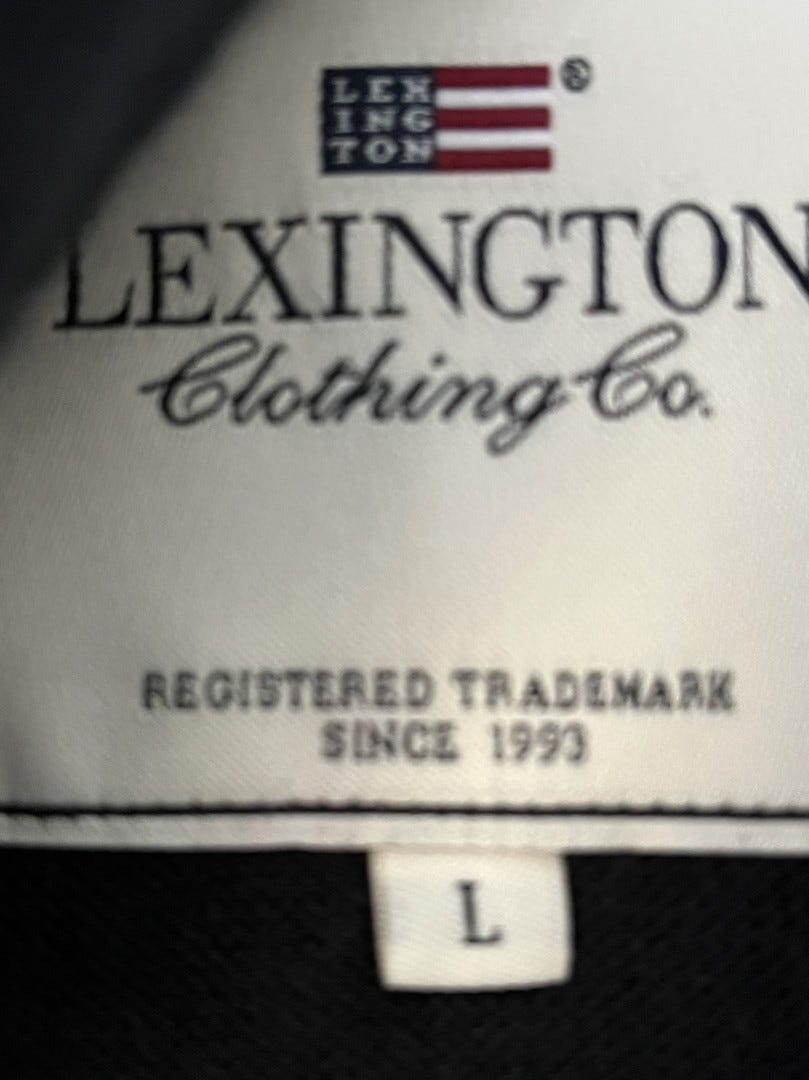 LEX
ING
TON
®
LEXINGTON
Clothing Co.
REGISTERED TRADEMARK
SINCE 1993
L